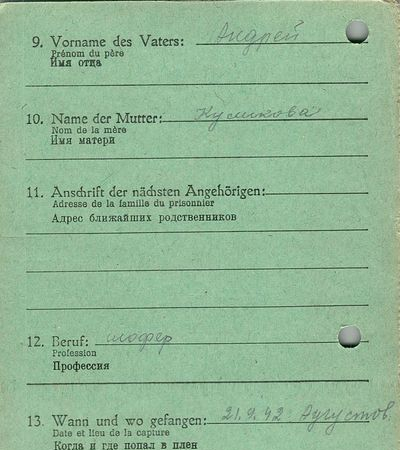 9. Vorname des Vaters: Андрей
Prénom du père
Имя отца
10. Name der Mutter: Куликова
Nom de la mère
Имя матери
11. Anschrift der nächsten Angehörigen:
Adresse de la famille du prisonnier
Адрес ближайших родственников
12. Beruf: шофер
Profession
Профессия
13. Wann und wo gefangen: 21.9.42
Date et lieu de la capture
Когда и где попал в плен